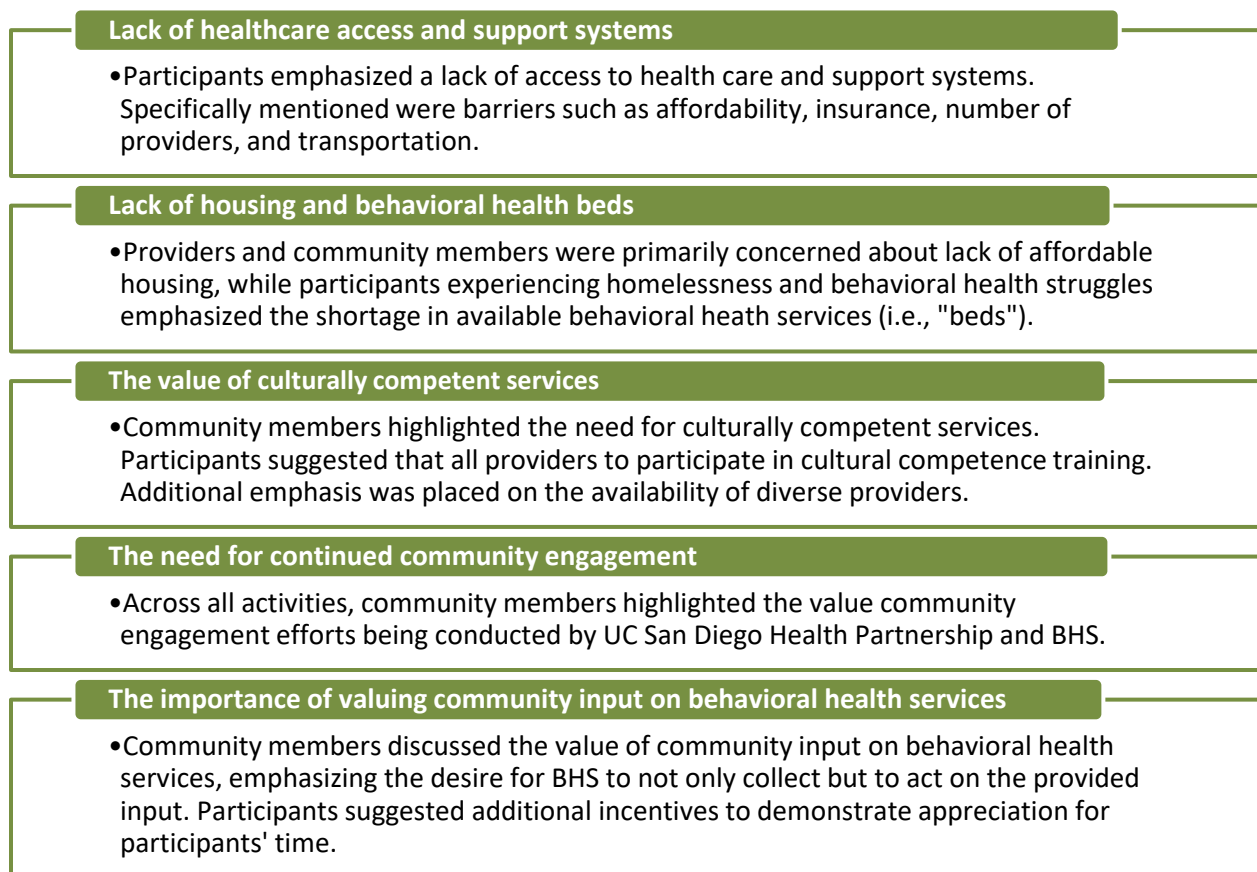 Lack of healthcare access and support systems
•Participants emphasized a lack of access to health care and support systems.
Specifically mentioned were barriers such as affordability, insurance, number of
providers, and transportation.
Lack of housing and behavioral health beds
•Providers and community members were primarily concerned about lack of affordable
housing, while participants experiencing homelessness and behavioral health struggles
emphasized the shortage in available behavioral heath services (i.e., "beds").
The value of culturally competent services
•Community members highlighted the need for culturally competent services.
Participants suggested that all providers to participate in cultural competence training.
Additional emphasis was placed on the availability of diverse providers.
The need for continued community engagement
•Across all activities, community members highlighted the value community
engagement efforts being conducted by UC San Diego Health Partnership and BHS.
The importance of valuing community input on behavioral health services
•Community members discussed the value of community input on behavioral health
services, emphasizing the desire for BHS to not only collect but to act on the provided
input. Participants suggested additional incentives to demonstrate appreciation for
participants' time.